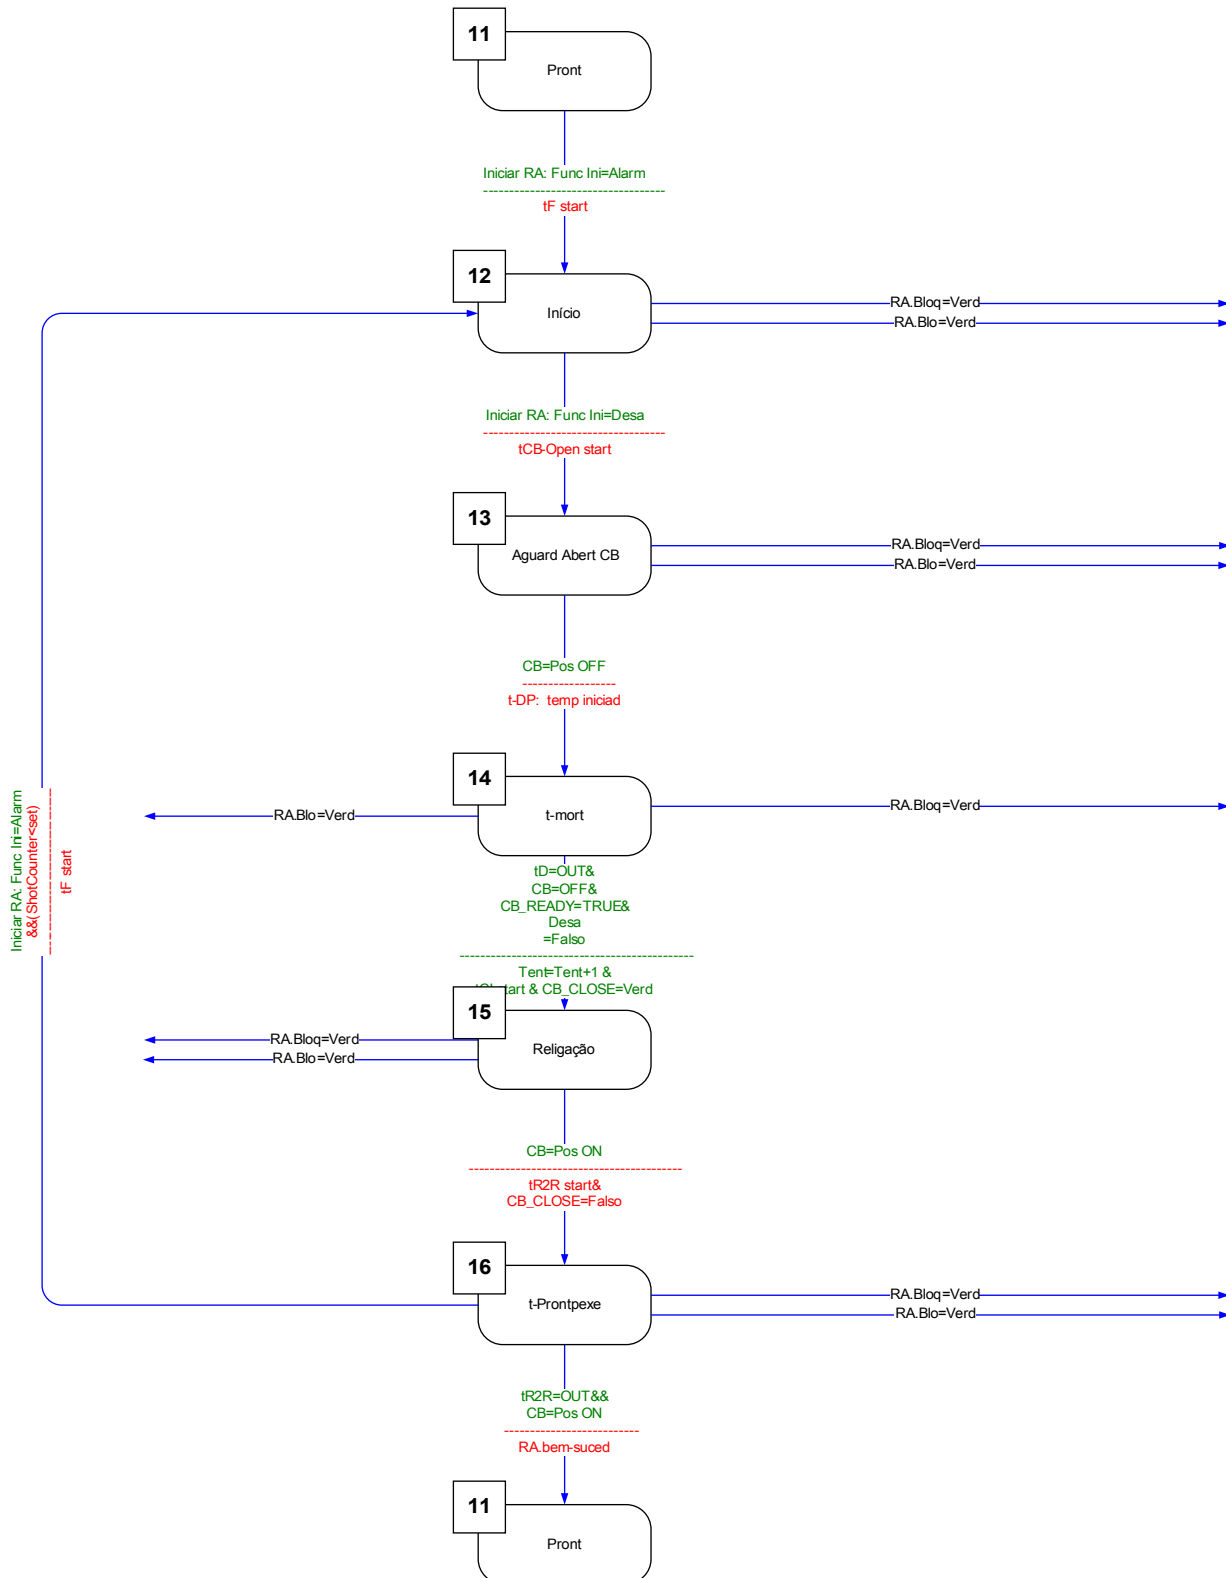 11
Pront
Iniciar RA: Func Ini=Alarm
tF start
12
Início
RA.Bloq=Verd
RA.Blo=Verd
Iniciar RA: Func Ini=Desa
tCB-Open start
13
Aguard Abert CB
RA.Bloq=Verd
RA.Blo=Verd
CB=Pos OFF
t-DP: temp iniciad
14
t-mort
RA.Blo=Verd
RA.Bloq=Verd
Iniciar RA: Func Ini=Alarm
&&(ShotCounter<set)
tF start
tD=OUT&
CB=OFF&
CB_READY=TRUE&
Desa
=Falso
Tent=Tent+1 &
start & CB_CLOSE=Verd
15
Religação
RA.Bloq=Verd
RA.Blo=Verd
CB=Pos ON
tR2R start&
CB_CLOSE=Falso
16
t-Prontpexe
RA.Bloq=Verd
RA.Blo=Verd
tR2R=OUT&&
CB=Pos ON
RA.bem-suced
11
Pront